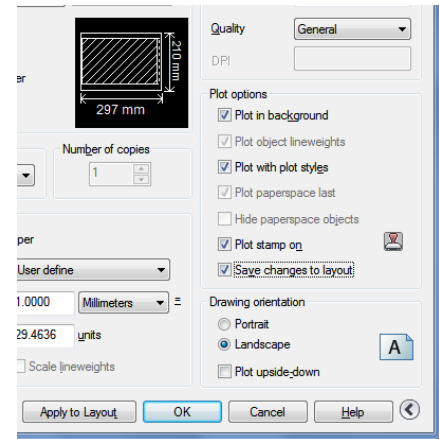 Quality General
210 mm
DPI
er
297 mm
Plot options
Plot in background
Number of copies
Plot object lineweights
1
Plot with plot styles
Plot paperspace last
Hide paperspace objects
per
Plot stamp on
User define
Save changes to layout
1.0000 Millimeters =
Drawing orientation
Portrait
29.4636 units
Landscape
A
Scale lineweights
Plot upside-down
Apply to Layout OK Cancel Help